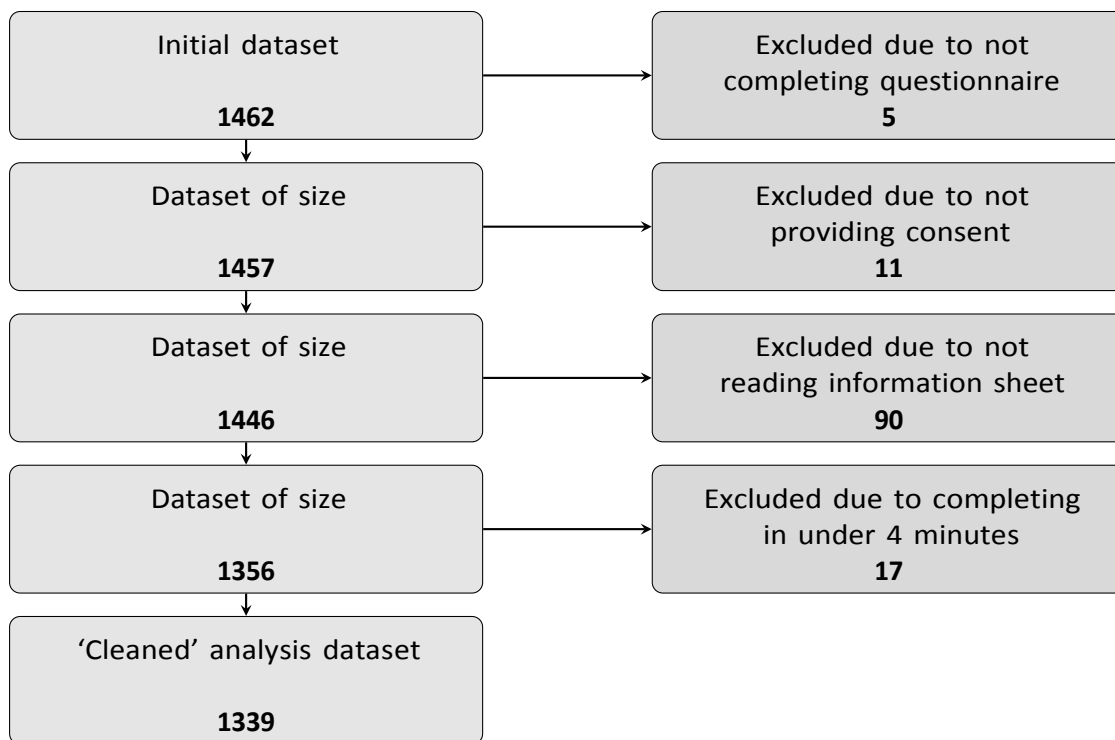 Initial dataset
1462
Excluded due to not
completing questionnaire
5
Dataset of size
1457
Excluded due to not
providing consent
11
Dataset of size
1446
Excluded due to not
reading information sheet
90
Dataset of size
1356
Excluded due to completing
in under 4 minutes
17
‘Cleaned’ analysis dataset
1339